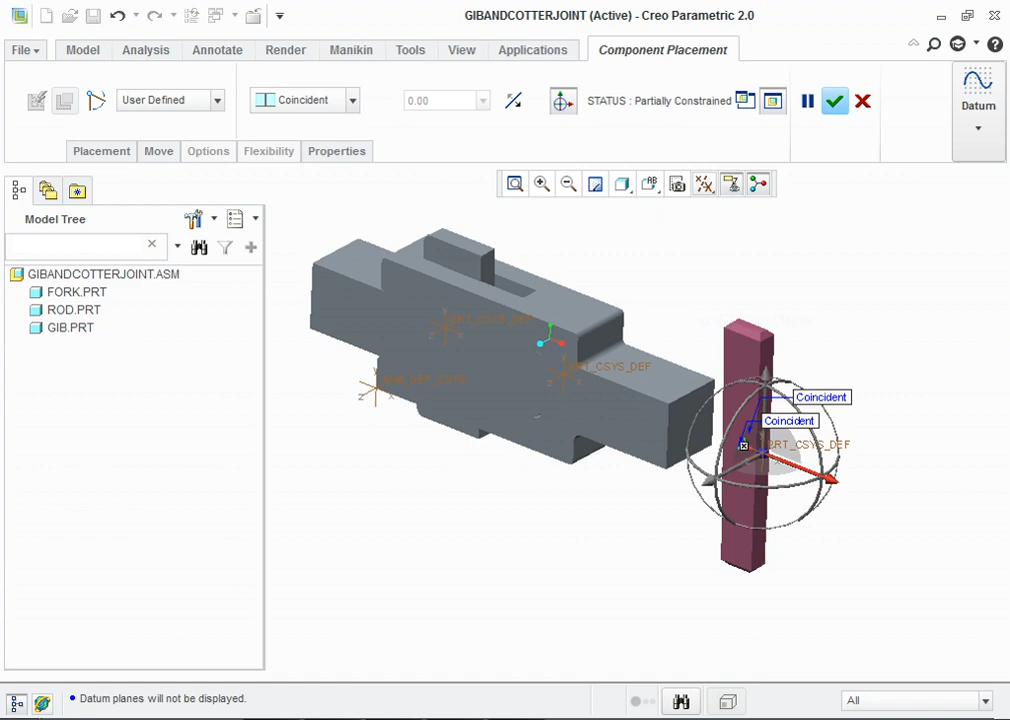 GIBANDCOTTERJOINT (Active) - Creo Parametric 2.0
File Model Analysis Annotate Render Manikin Tools View Applications Component Placement
User Defined Coincident 0.00 STATUS : Partially Constrained
Datum
Placement Move Options Flexibility Properties
Model Tree
GIBANDCOTTERJOINT.ASM
FORK.PRT
ROD.PRT
GIB.PRT
PRT_CSYS_DEF
PRT_CSYS_DEF
Coincident
Coincident
PRT_CSYS_DEF
Datum planes will not be displayed.
All